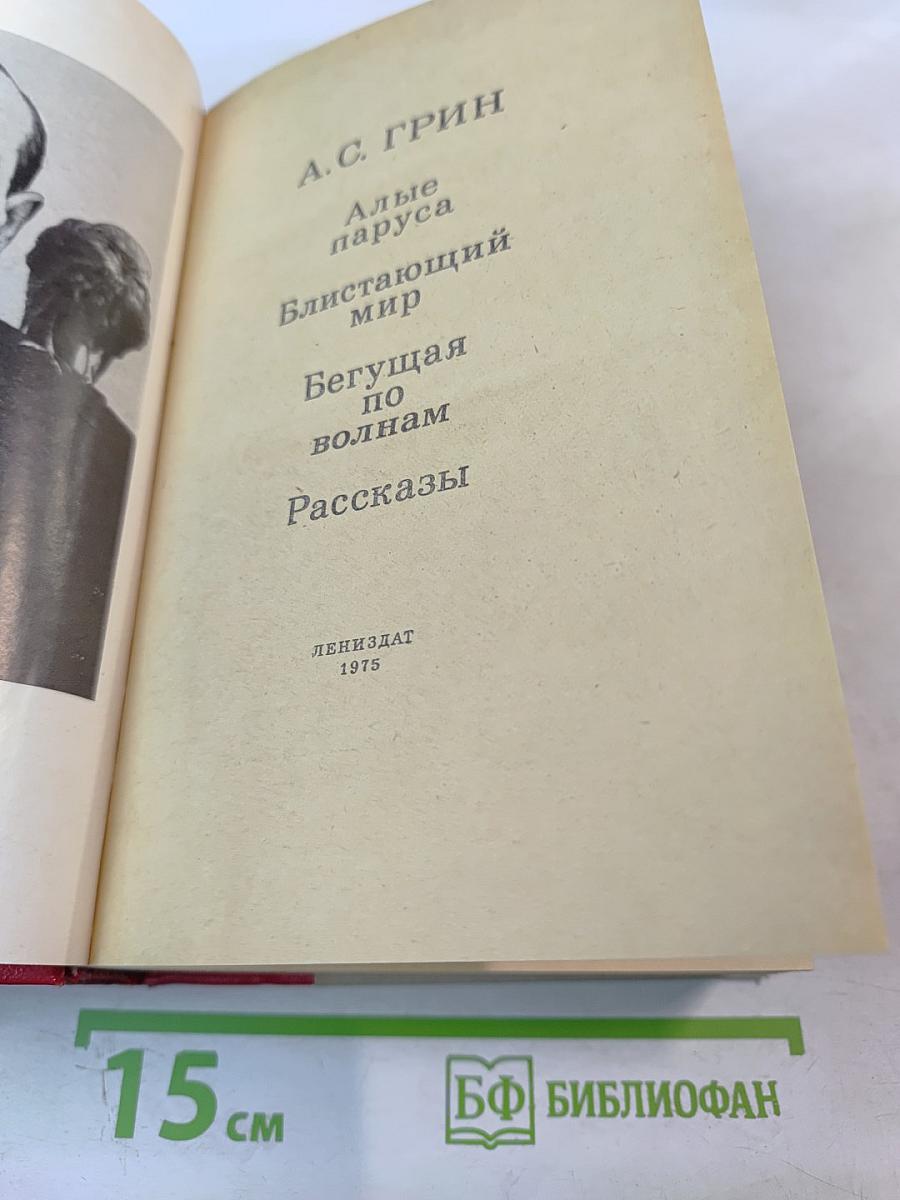 А. С. ГРИН
Алые
паруса
Блистающий
мир
Бегущая
по
волнам
Рассказы
ЛЕНИЗДАТ
1975
15 см
БФ БИБЛИОФАН